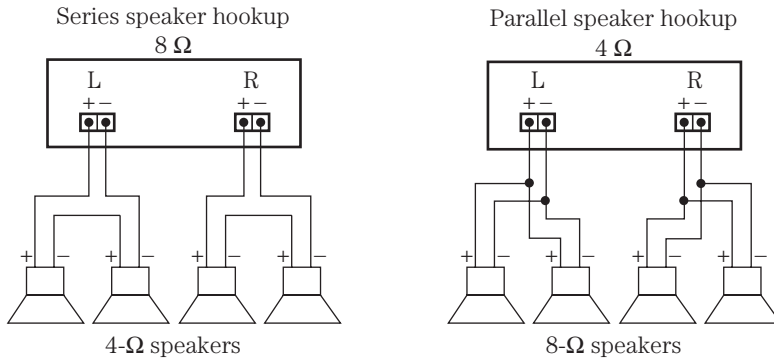 Series speaker hookup
8 Ω
L R
+ − + −
+ − + − + − + −
4-Ω speakers
Parallel speaker hookup
4 Ω
L R
+ − + −
+ − + − + − + −
8-Ω speakers